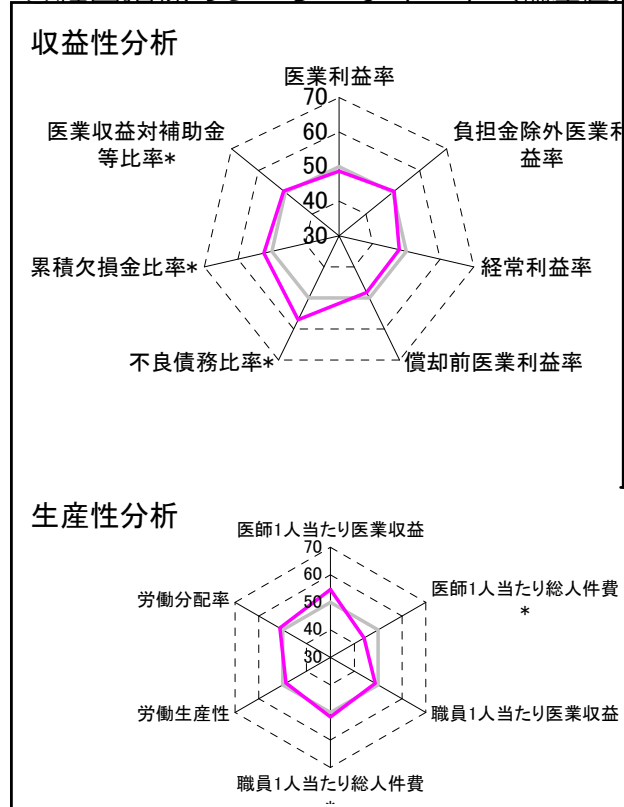 収益性分析
医業利益率
70
60
50
40
30
医業収益対補助金
等比率*
負担金除外医業利
益率
累積欠損金比率*
経常利益率
不良債務比率*
償却前医業利益率
生産性分析
医師1人当たり医業収益
70
60
50
40
30
労働分配率
医師1人当たり総人件費
*
労働生産性
職員1人当たり医業収益
職員1人当たり総人件費
*